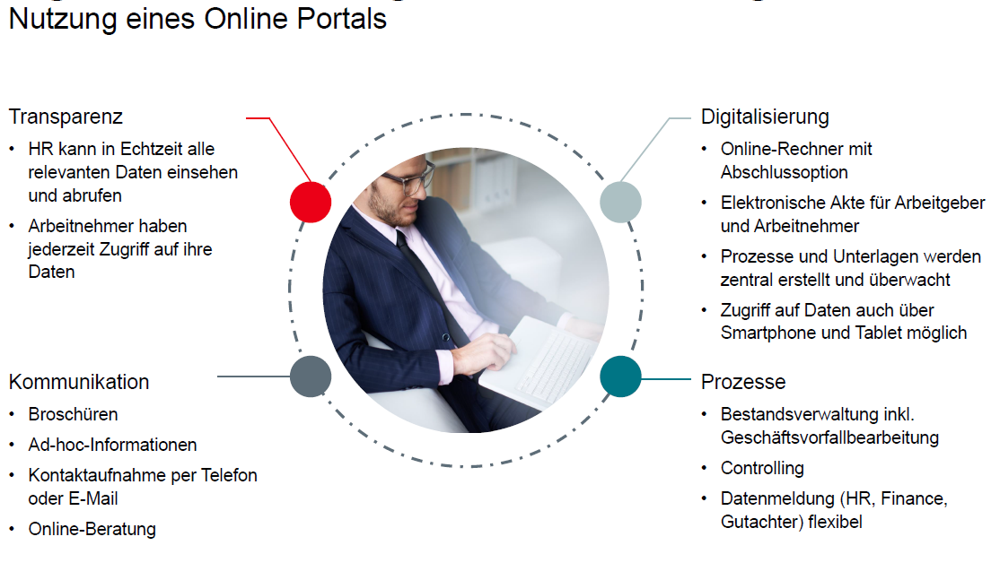 Nutzung eines Online Portals
Transparenz
• HR kann in Echtzeit alle
relevanten Daten einsehen
und abrufen
• Arbeitnehmer haben
jederzeit Zugriff auf ihre
Daten
Kommunikation
• Broschüren
• Ad-hoc-Informationen
• Kontaktaufnahme per Telefon
oder E-Mail
• Online-Beratung
Digitalisierung
• Online-Rechner mit
Abschlussoption
• Elektronische Akte für Arbeitgeber
und Arbeitnehmer
• Prozesse und Unterlagen werden
zentral erstellt und überwacht
• Zugriff auf Daten auch über
Smartphone und Tablet möglich
Prozesse
• Bestandsverwaltung inkl.
Geschäftsvorfallbearbeitung
• Controlling
• Datenmeldung (HR, Finance,
Gutachter) flexibel